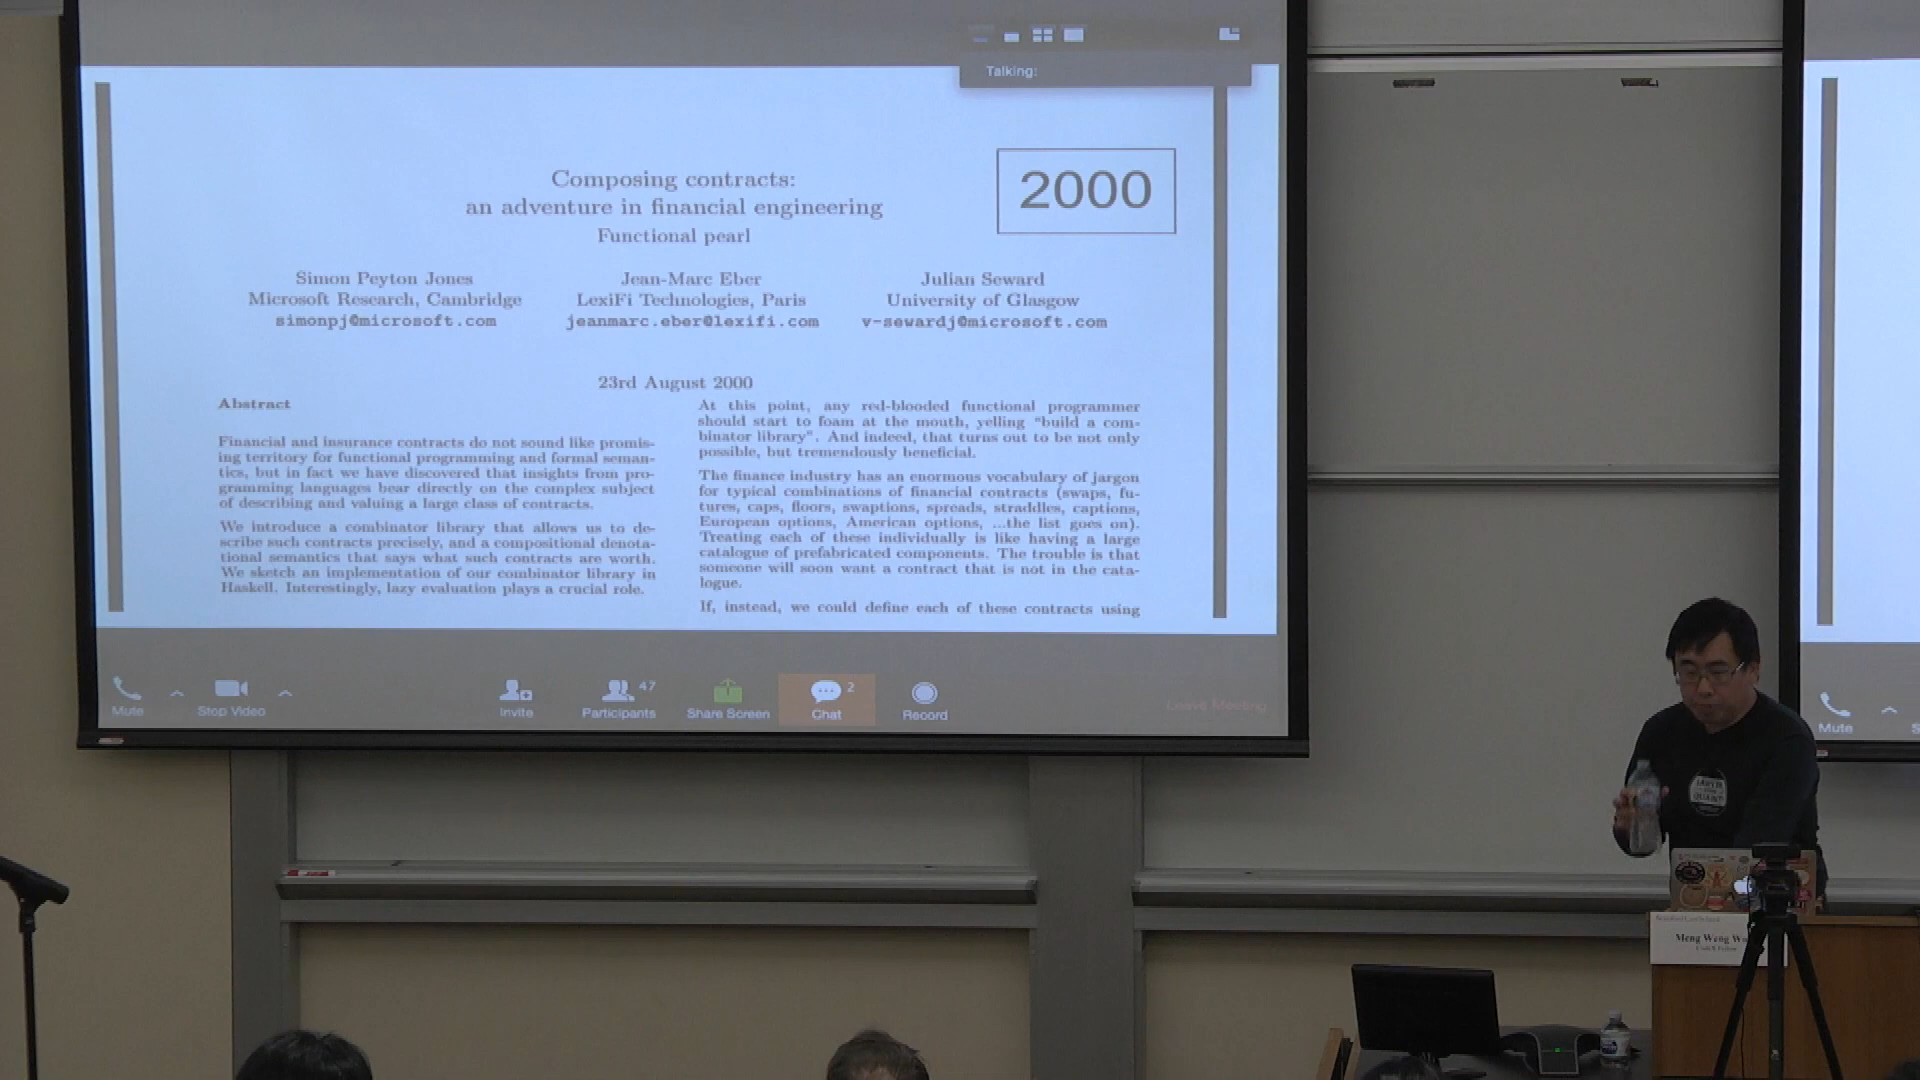 Talking:
2000
Composing contracts:
an adventure in financial engineering
Functional pearl
Simon Peyton Jones
Microsoft Research, Cambridge
simonpj@microsoft.com
Jean-Marc Eber
LexiFi Technologies, Paris
jeanmarc.eber@lexifi.com
Julian Seward
University of Glasgow
v-sewardj@microsoft.com
23rd August 2000
Abstract
Financial and insurance contracts do not sound like promis-
ing territory for functional programming and formal seman-
tics, but in fact we have discovered that insights from pro-
gramming languages bear directly on the complex subject
of describing and valuing a large class of contracts.
We introduce a combinator library that allows us to de-
scribe such contracts precisely, and a compositional denota-
tional semantics that says what such contracts are worth.
We sketch an implementation of our combinator library in
Haskell. Interestingly, lazy evaluation plays a crucial role.
At this point, any red-blooded functional programmer
should start to foam at the mouth, yelling “build a com-
binator library”. And indeed, that turns out to be not only
possible, but tremendously beneficial.
The finance industry has an enormous vocabulary of jargon
for typical combinations of financial contracts (swaps, fu-
tures, caps, floors, swaptions, spreads, straddles, captions,
European options, American options, ...the list goes on).
Treating each of these individually is like having a large
catalogue of prefabricated components. The trouble is that
someone will soon want a contract that is not in the cata-
logue.
If, instead, we could define each of these contracts using
Mute
Stop Video
Invite
47
Participants
Share Screen
2
Chat
Record
Leave Meeting
Mute
S
Meng Weng